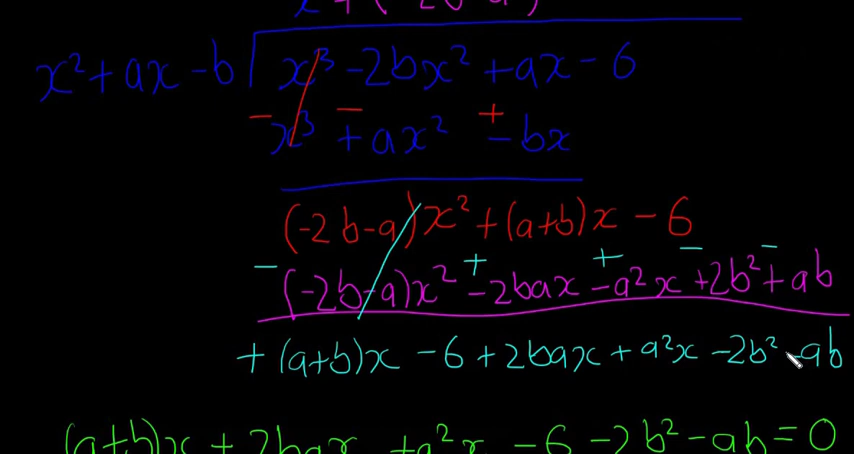 x + (-2b-a)
x² + ax - b | x³ - 2bx² + ax - 6
− − +
x³ + ax² - bx
(-2b-a)x² + (a+b)x - 6
− + + − −
(-2b-a)x² - 2bax - a²x + 2b² + ab
+ (a+b)x - 6 + 2bax + a²x - 2b² - ab
(a+b)x + 2bax + a²x - 6 - 2b² - ab = 0